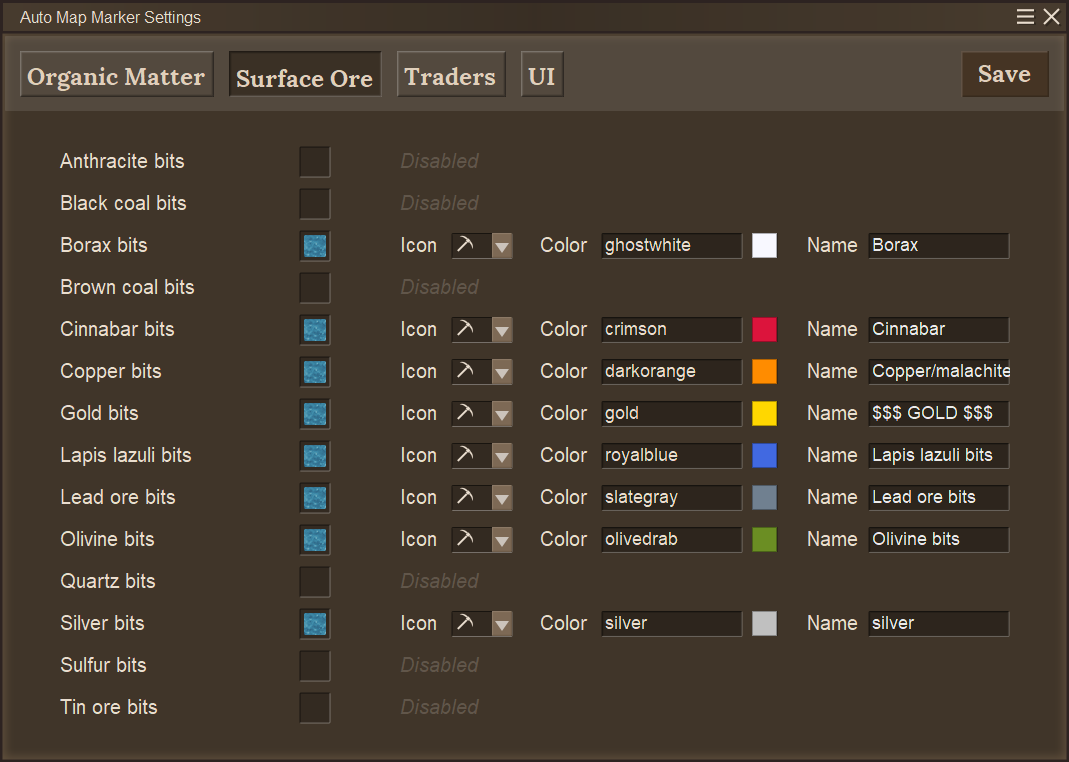 Auto Map Marker Settings
Organic Matter Surface Ore Traders UI Save
Anthracite bits Disabled
Black coal bits Disabled
Borax bits Icon Color ghostwhite Name Borax
Brown coal bits Disabled
Cinnabar bits Icon Color crimson Name Cinnabar
Copper bits Icon Color darkorange Name Copper/malachite
Gold bits Icon Color gold Name $$$ GOLD $$$
Lapis lazuli bits Icon Color royalblue Name Lapis lazuli bits
Lead ore bits Icon Color slategray Name Lead ore bits
Olivine bits Icon Color olivedrab Name Olivine bits
Quartz bits Disabled
Silver bits Icon Color silver Name silver
Sulfur bits Disabled
Tin ore bits Disabled